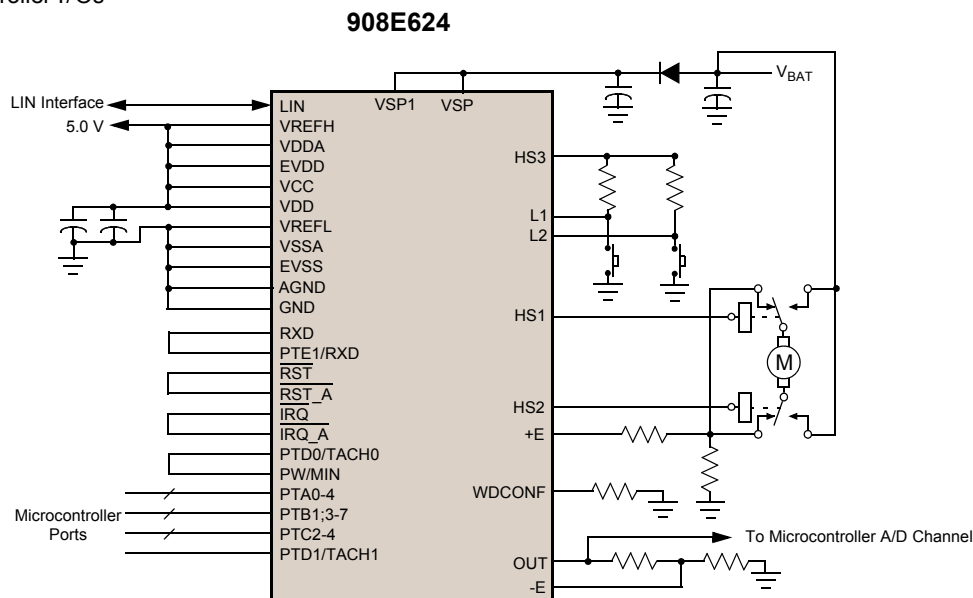 908E624
VBAT
LIN Interface
5.0 V
LIN
VREFH
VDDA
EVDD
VCC
VDD
VREFL
VSSA
EVSS
AGND
GND
RXD
PTE1/RXD
RST
RST_A
IRQ
IRQ_A
PTD0/TACH0
PW/MIN
PTA0-4
PTB1;3-7
PTC2-4
PTD1/TACH1
Microcontroller
Ports
VSP1 VSP
HS3
L1
L2
HS1
HS2
+E
WDCONF
OUT
-E
M
To Microcontroller A/D Channel